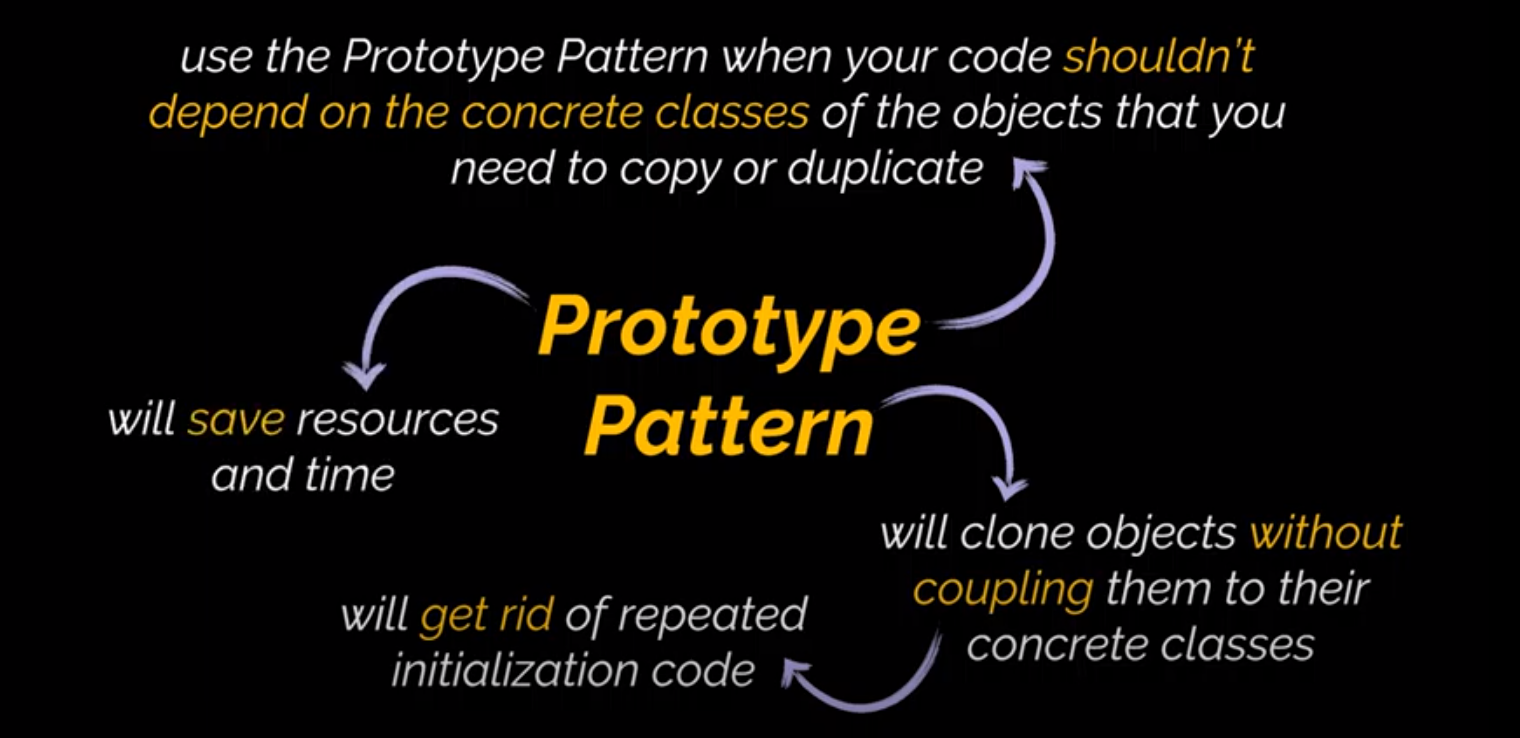 use the Prototype Pattern when your code shouldn't
depend on the concrete classes of the objects that you
need to copy or duplicate
Prototype
Pattern
will save resources
and time
will clone objects without
coupling them to their
concrete classes
will get rid of repeated
initialization code